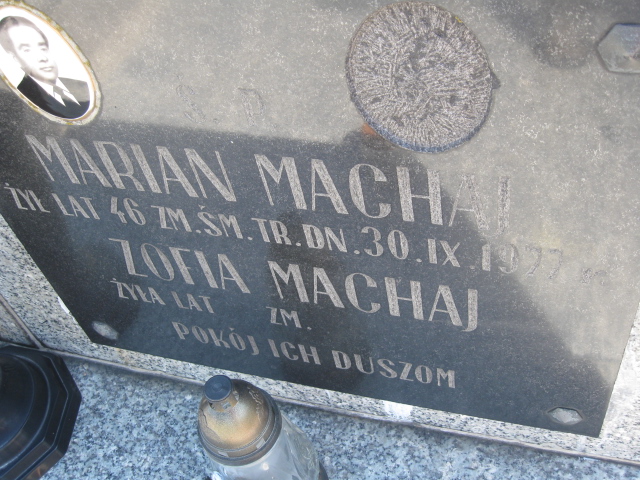 Ś P
MARIAN MACHAJ
ŻYŁ LAT 46 ZM. ŚM. TR. DN. 30. IX. 1977
ZOFIA MACHAJ
ŻYŁA LAT ZM.
POKÓJ ICH DUSZOM